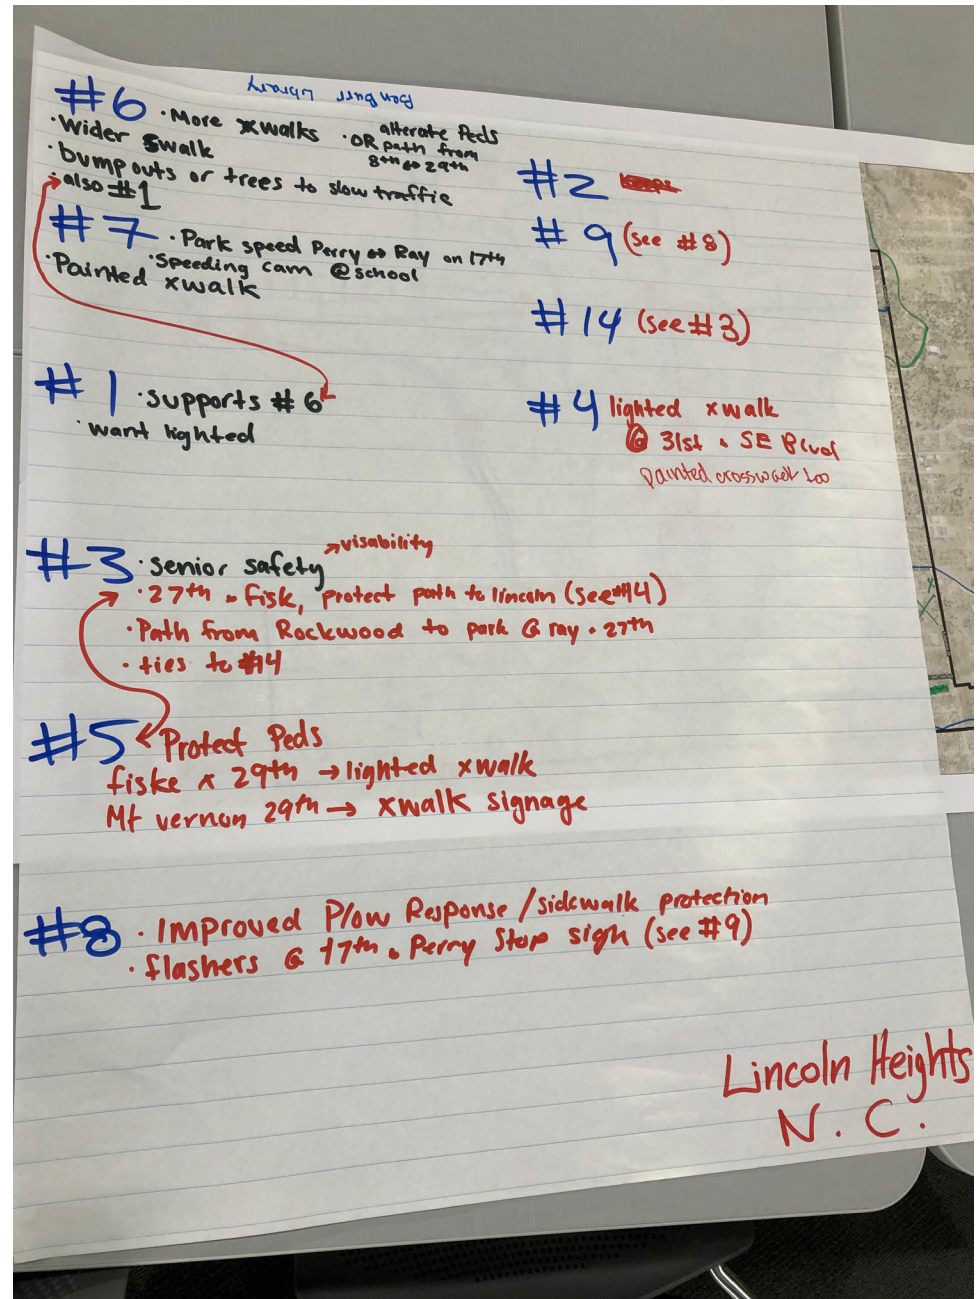 Ben Burr Library
#6 · More xwalks
· OR alterate Peds
path from
8th ↔ 29th
· Wider Swalk
· bump outs or trees to slow traffic
· also #1
#7 · Park speed Perry ↔ Ray on 17th
· Speeding cam @ school
· Painted xwalk
#1 · supports #6
· want lighted
#3 · senior safety → visability
· 27th · fisk, protect path to lincoln (see #14)
· Path from Rockwood to park @ ray · 27th
· ties to #14
#5 Protect Peds
fiske & 29th → lighted xwalk
Mt vernon 29th → xwalk signage
#8 · Improved Plow Response / sidewalk protection
· flashers @ 17th · Perry Stop sign (see #9)
#2
#9 (see #8)
#14 (see #3)
#4 lighted xwalk
@ 31st & SE Blvd
painted crosswalk too
Lincoln Heights
N. C.